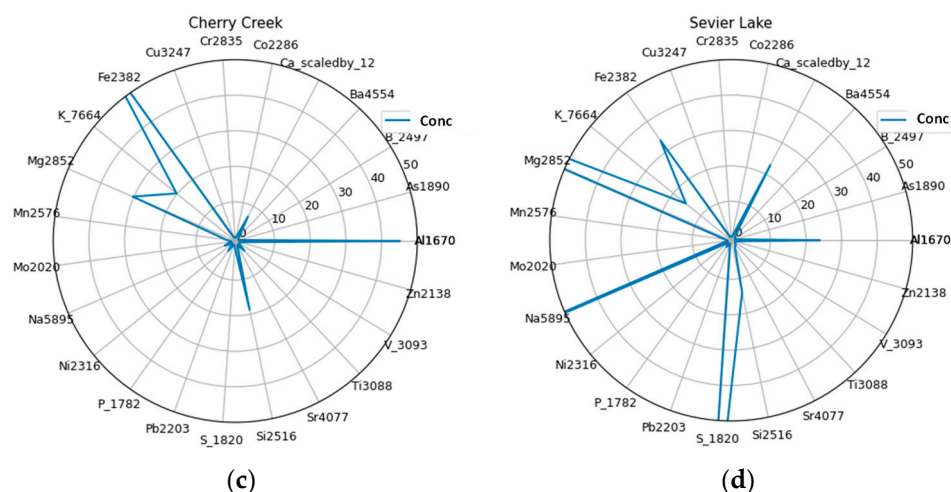 Cherry Creek
Cr2835
Co2286
Cu3247
Ca_scaledby_12
Fe2382
Ba4554
K_7664
Conc
B_2497
Mg2852
50
As1890
40
30
20
10
0
Mn2576
Al1670
Mo2020
Zn2138
Na5895
V_3093
Ni2316
Ti3088
P_1782
Sr4077
Pb2203
Si2516
S_1820
(c)
Sevier Lake
Cr2835
Co2286
Cu3247
Ca_scaledby_12
Fe2382
Ba4554
K_7664
Conc
B_2497
Mg2852
50
As1890
40
30
20
10
0
Mn2576
Al1670
Mo2020
Zn2138
Na5895
V_3093
Ni2316
Ti3088
P_1782
Sr4077
Pb2203
Si2516
S_1820
(d)